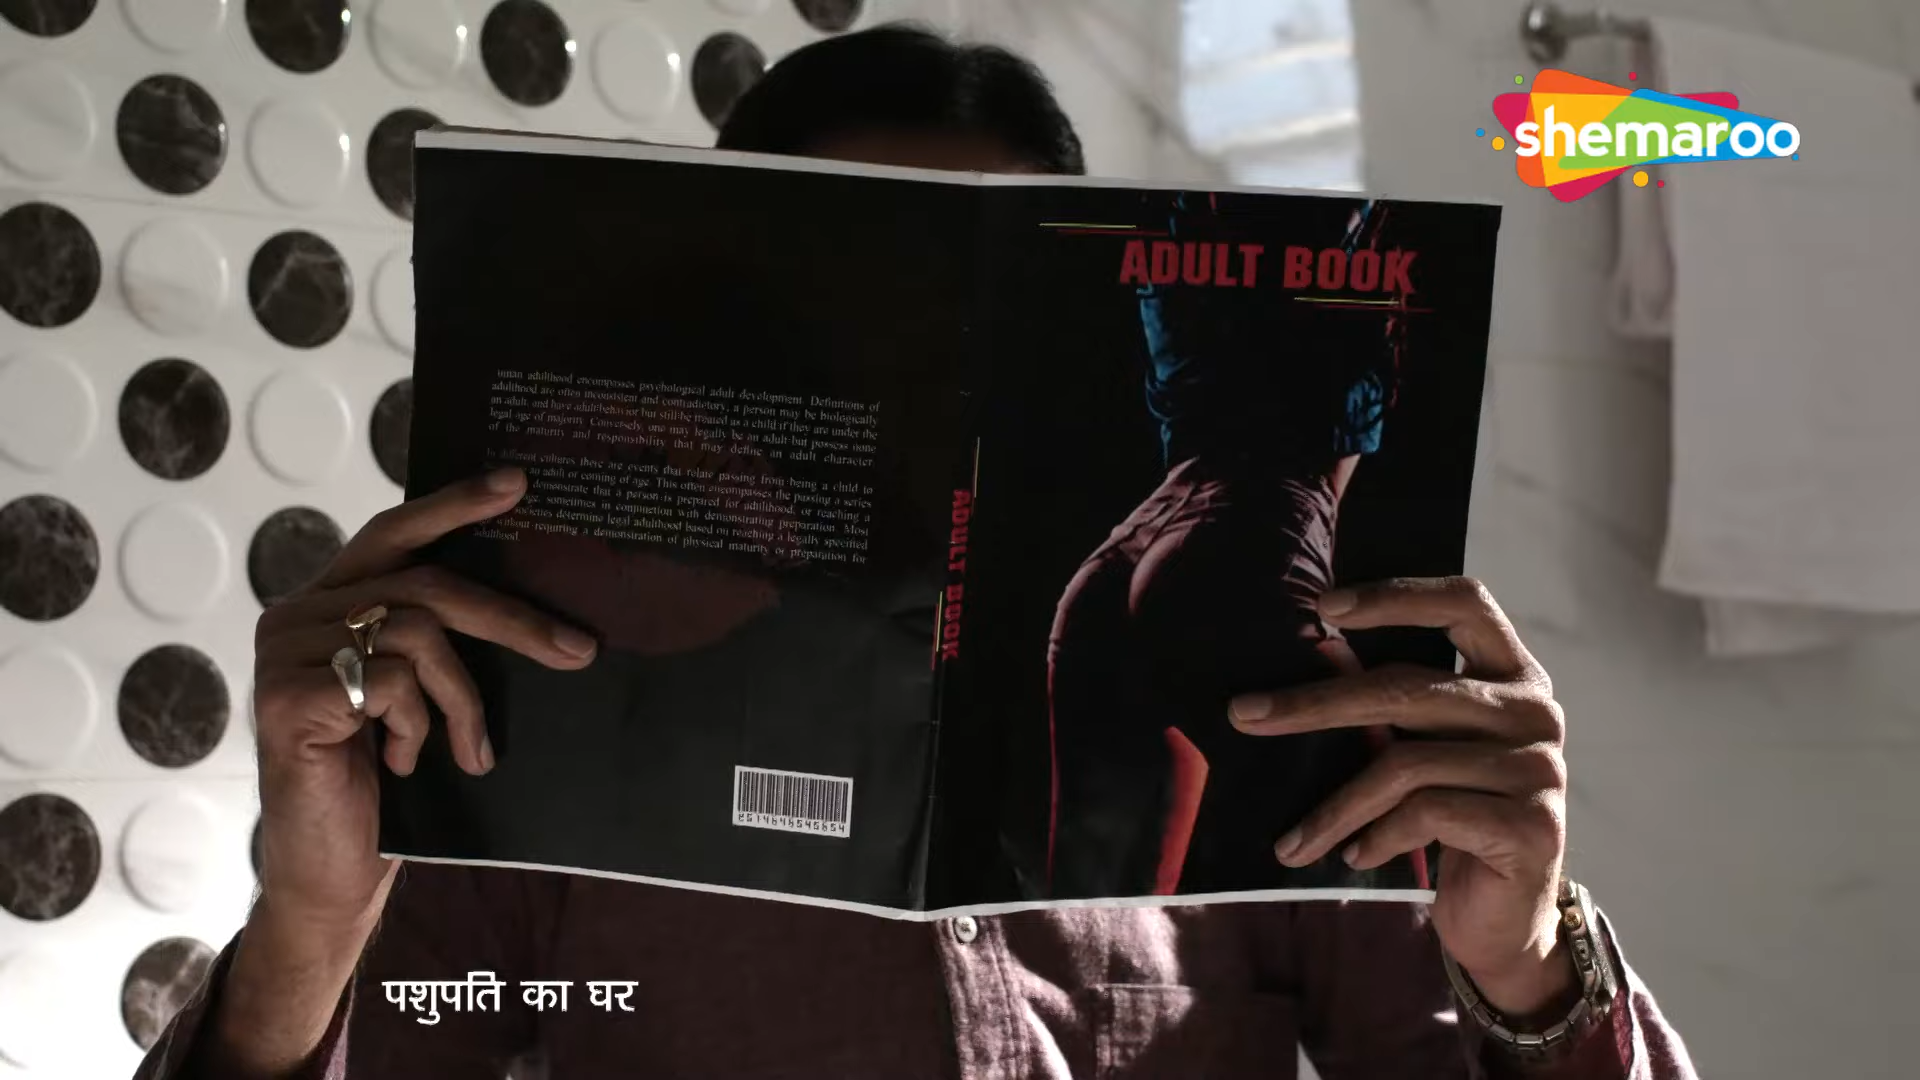 shemaroo
ADULT BOOK
uman adulthood encompasses psychological adult development. Definitions of
adulthood are often inconsistent and contradictory; a person may be biologically
an adult, and have adult behavior but still be treated as a child if they are under the
legal age of majority. Conversely, one may legally be an adult but possess none
of the maturity and responsibility that may define an adult character.
In different cultures there are events that relate passing from being a child to
an adult or coming of age. This often encompasses the passing a series
demonstrate that a person is prepared for adulthood, or reaching a
age, sometimes in conjunction with demonstrating preparation. Most
societies determine legal adulthood based on reaching a legally specified
age without requiring a demonstration of physical maturity or preparation for
adulthood.
ADULT BOOK
पशुपति का घर